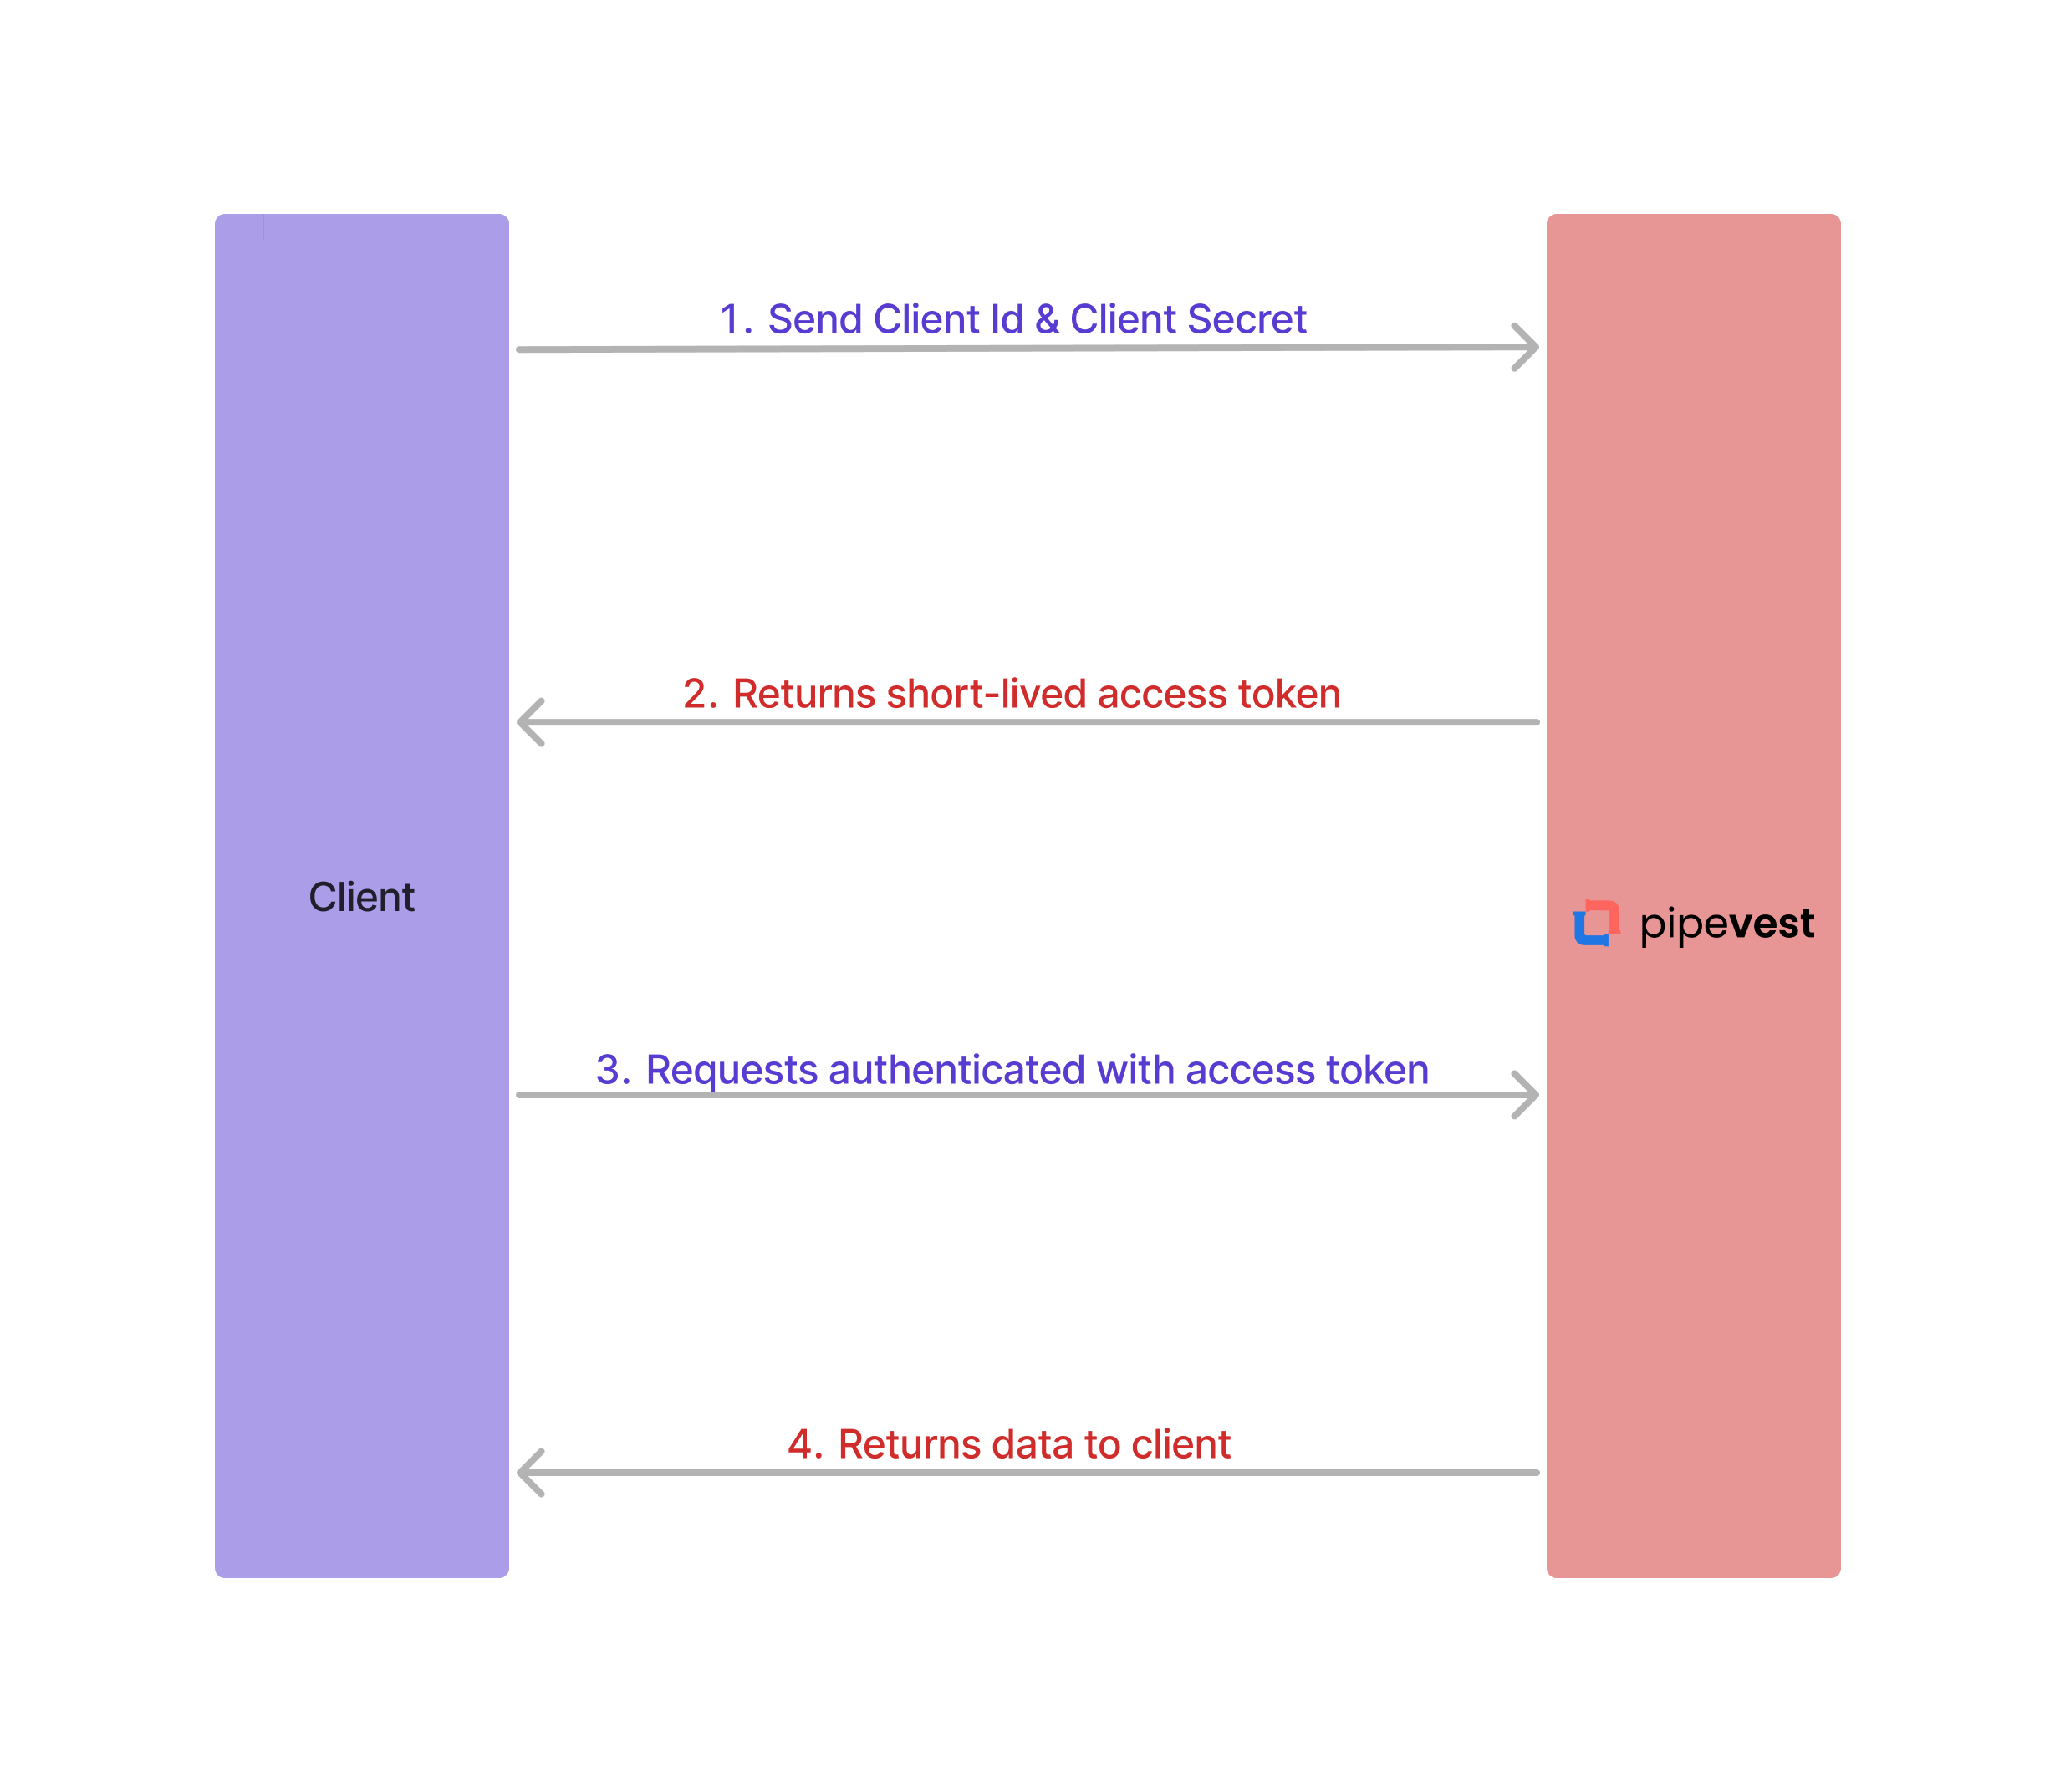 1. Send Client Id & Client Secret
2. Returns short-lived access token
Client
pipevest
3. Requests authenticated with access token
4. Returns data to client